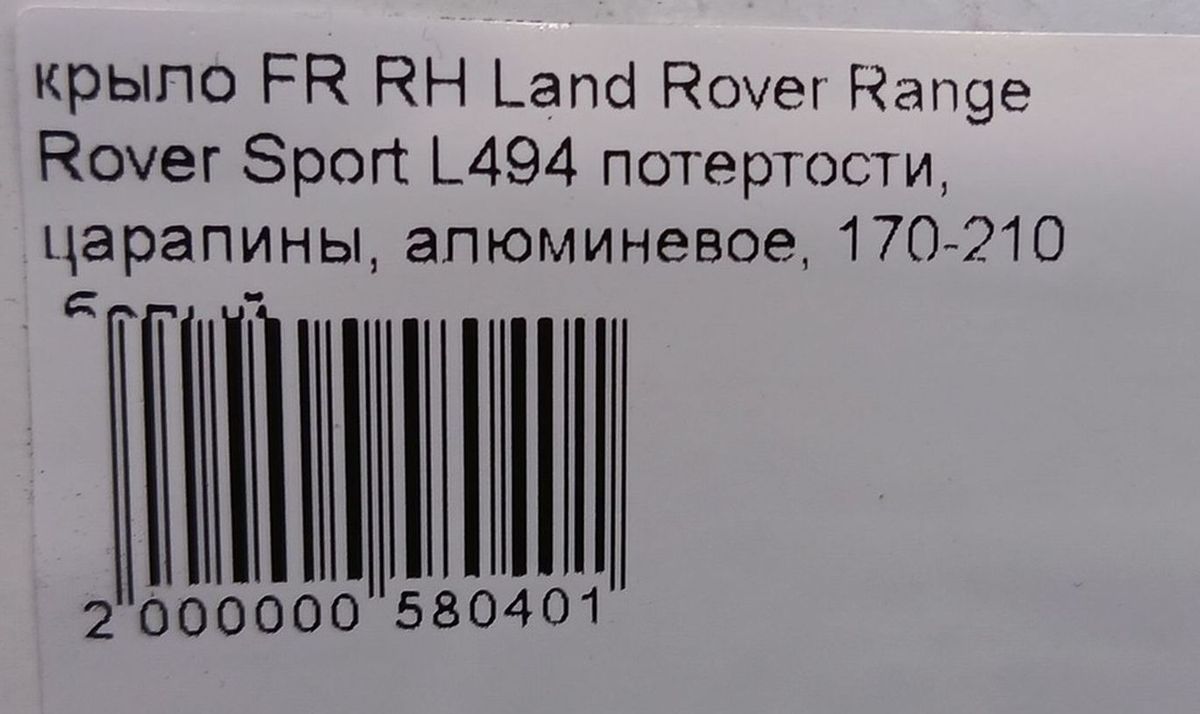 крыло FR RH Land Rover Range
Rover Sport L494 потертости,
царапины, алюминевое, 170-210
2 000000 580401